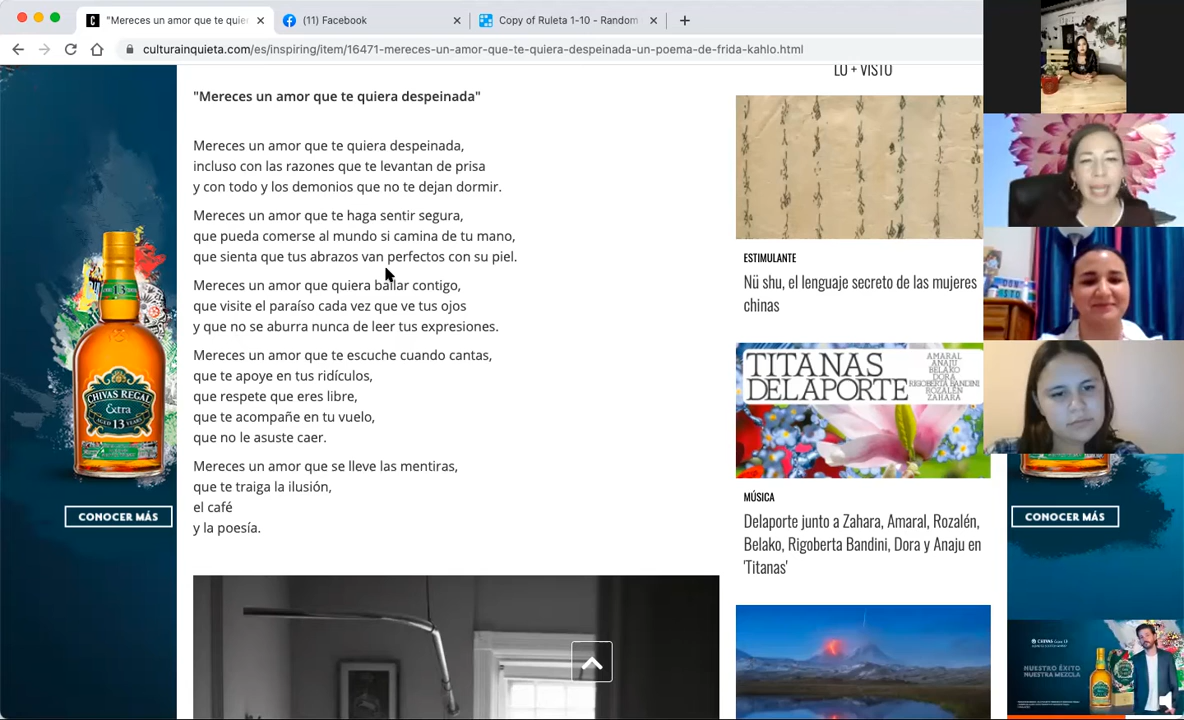 "Mereces un amor que te quie
(11) Facebook
Copy of Ruleta 1-10 - Random
culturainquieta.com/es/inspiring/item/16471-mereces-un-amor-que-te-quiera-despeinada-un-poema-de-frida-kahlo.html
"Mereces un amor que te quiera despeinada"
Mereces un amor que te quiera despeinada,
incluso con las razones que te levantan de prisa
y con todo y los demonios que no te dejan dormir.
Mereces un amor que te haga sentir segura,
que pueda comerse al mundo si camina de tu mano,
que sienta que tus abrazos van perfectos con su piel.
Mereces un amor que quiera bailar contigo,
que visite el paraíso cada vez que ve tus ojos
y que no se aburra nunca de leer tus expresiones.
Mereces un amor que te escuche cuando cantas,
que te apoye en tus ridículos,
que respete que eres libre,
que te acompañe en tu vuelo,
que no le asuste caer.
Mereces un amor que se lleve las mentiras,
que te traiga la ilusión,
el café
y la poesía.
LO + VISTO
ESTIMULANTE
Nü shu, el lenguaje secreto de las mujeres
chinas
TITANAS
DELAPORTE
AMARAL
ANAJU
BELAKO
DORA
RIGOBERTA BANDINI
ROZALÉN
ZAHARA
MÚSICA
Delaporte junto a Zahara, Amaral, Rozalén,
Belako, Rigoberta Bandini, Dora y Anaju en
'Titanas'
13
CHIVAS REGAL
Extra
AGED 13 YEARS
CONOCER MÁS
CONOCER MÁS
NUESTRO ÉXITO,
NUESTRA MEZCLA